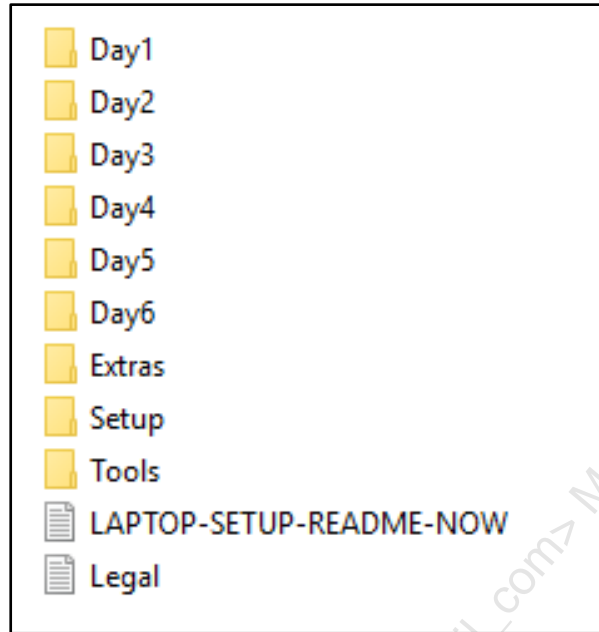 Day1
Day2
Day3
Day4
Day5
Day6
Extras
Setup
Tools
LAPTOP-SETUP-README-NOW
Legal